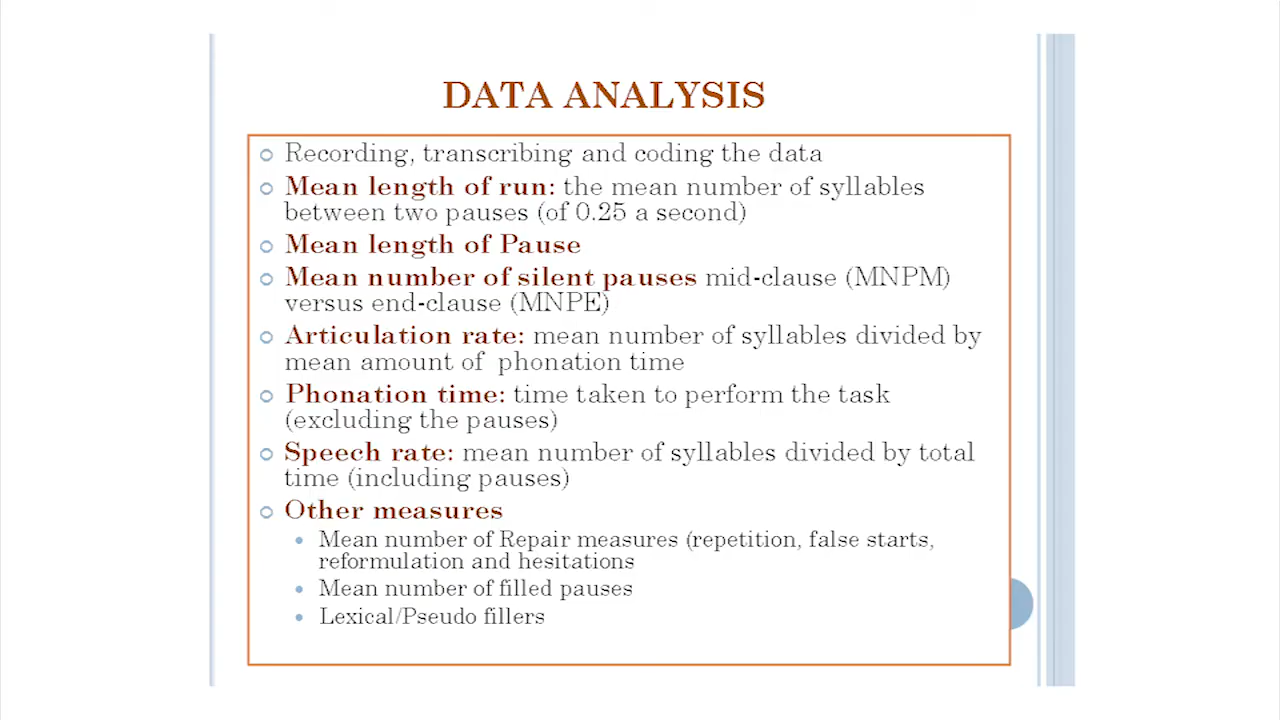 DATA ANALYSIS
Recording, transcribing and coding the data
Mean length of run: the mean number of syllables
between two pauses (of 0.25 a second)
Mean length of Pause
Mean number of silent pauses mid-clause (MNPM)
versus end-clause (MNPE)
Articulation rate: mean number of syllables divided by
mean amount of phonation time
Phonation time: time taken to perform the task
(excluding the pauses)
Speech rate: mean number of syllables divided by total
time (including pauses)
Other measures
Mean number of Repair measures (repetition, false starts,
reformulation and hesitations
Mean number of filled pauses
Lexical/Pseudo fillers